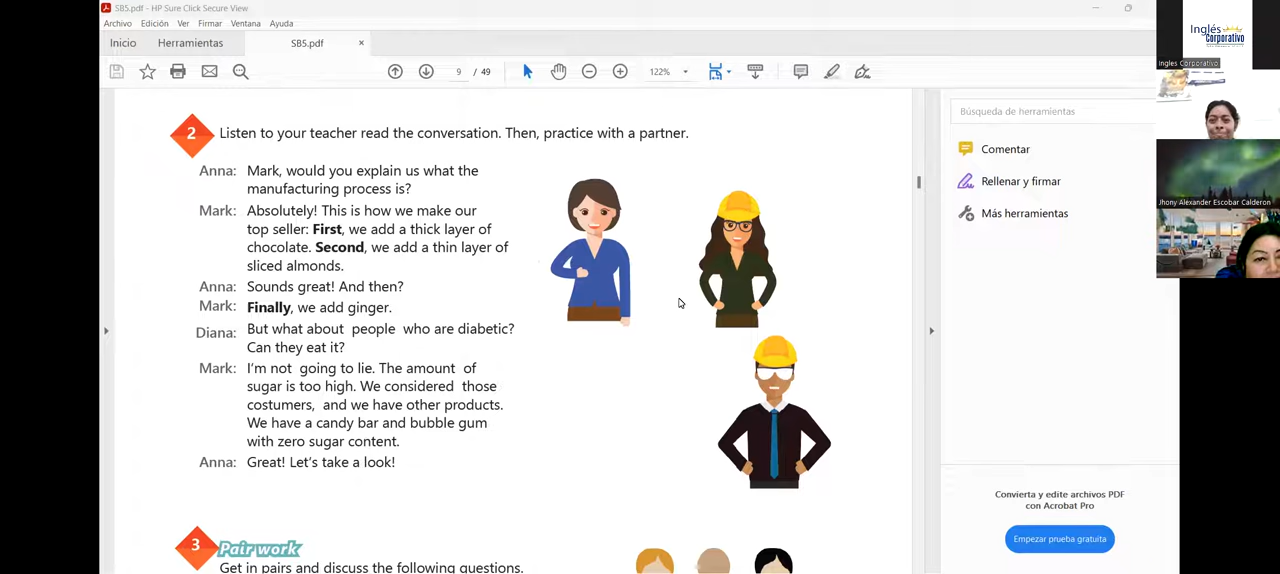 SB5.pdf - HP Sure Click Secure View
Archivo Edición Ver Firmar Ventana Ayuda
Inicio Herramientas SB5.pdf ×
9 / 49 122%
2 Listen to your teacher read the conversation. Then, practice with a partner.
Anna: Mark, would you explain us what the
manufacturing process is?
Mark: Absolutely! This is how we make our
top seller: First, we add a thick layer of
chocolate. Second, we add a thin layer of
sliced almonds.
Anna: Sounds great! And then?
Mark: Finally, we add ginger.
Diana: But what about people who are diabetic?
Can they eat it?
Mark: I'm not going to lie. The amount of
sugar is too high. We considered those
costumers, and we have other products.
We have a candy bar and bubble gum
with zero sugar content.
Anna: Great! Let's take a look!
3 Pair work
Get in pairs and discuss the following questions.
Búsqueda de herramientas
Comentar
Rellenar y firmar
Más herramientas
Convierta y edite archivos PDF
con Acrobat Pro
Empezar prueba gratuita
Inglés
Corporativo
Ingles Corporativo
Jhony Alexander Escobar Calderon